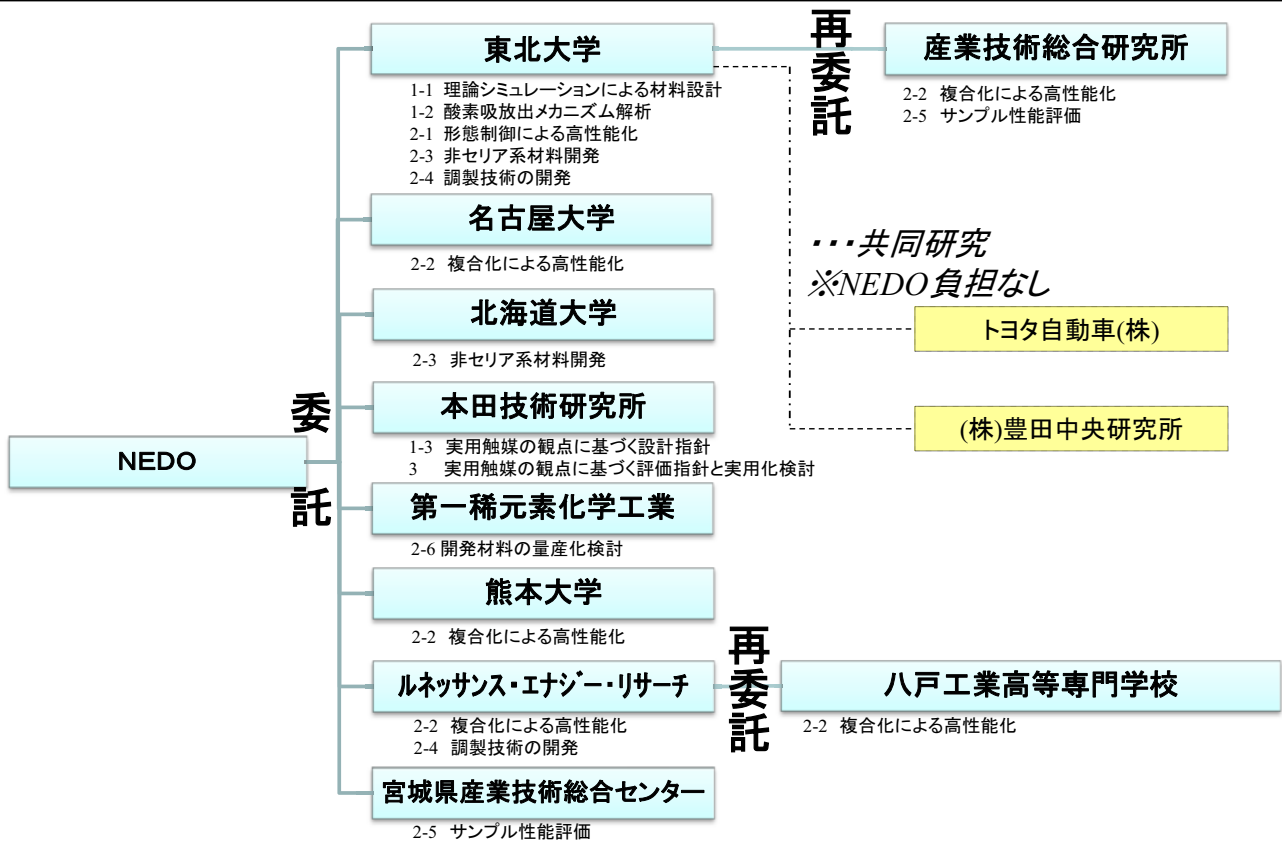 東北大学
1-1 理論シミュレーションによる材料設計
1-2 酸素吸放出メカニズム解析
2-1 形態制御による高性能化
2-3 非セリア系材料開発
2-4 調製技術の開発
再委託
産業技術総合研究所
2-2 複合化による高性能化
2-5 サンプル性能評価
名古屋大学
2-2 複合化による高性能化
・・・共同研究
※NEDO負担なし
トヨタ自動車(株)
(株)豊田中央研究所
北海道大学
2-3 非セリア系材料開発
本田技術研究所
1-3 実用触媒の観点に基づく設計指針
3 実用触媒の観点に基づく評価指針と実用化検討
NEDO
委託
第一稀元素化学工業
2-6 開発材料の量産化検討
熊本大学
2-2 複合化による高性能化
ルネッサンス・エナジー・リサーチ
2-2 複合化による高性能化
2-4 調製技術の開発
再委託
八戸工業高等専門学校
2-2 複合化による高性能化
宮城県産業技術総合センター
2-5 サンプル性能評価